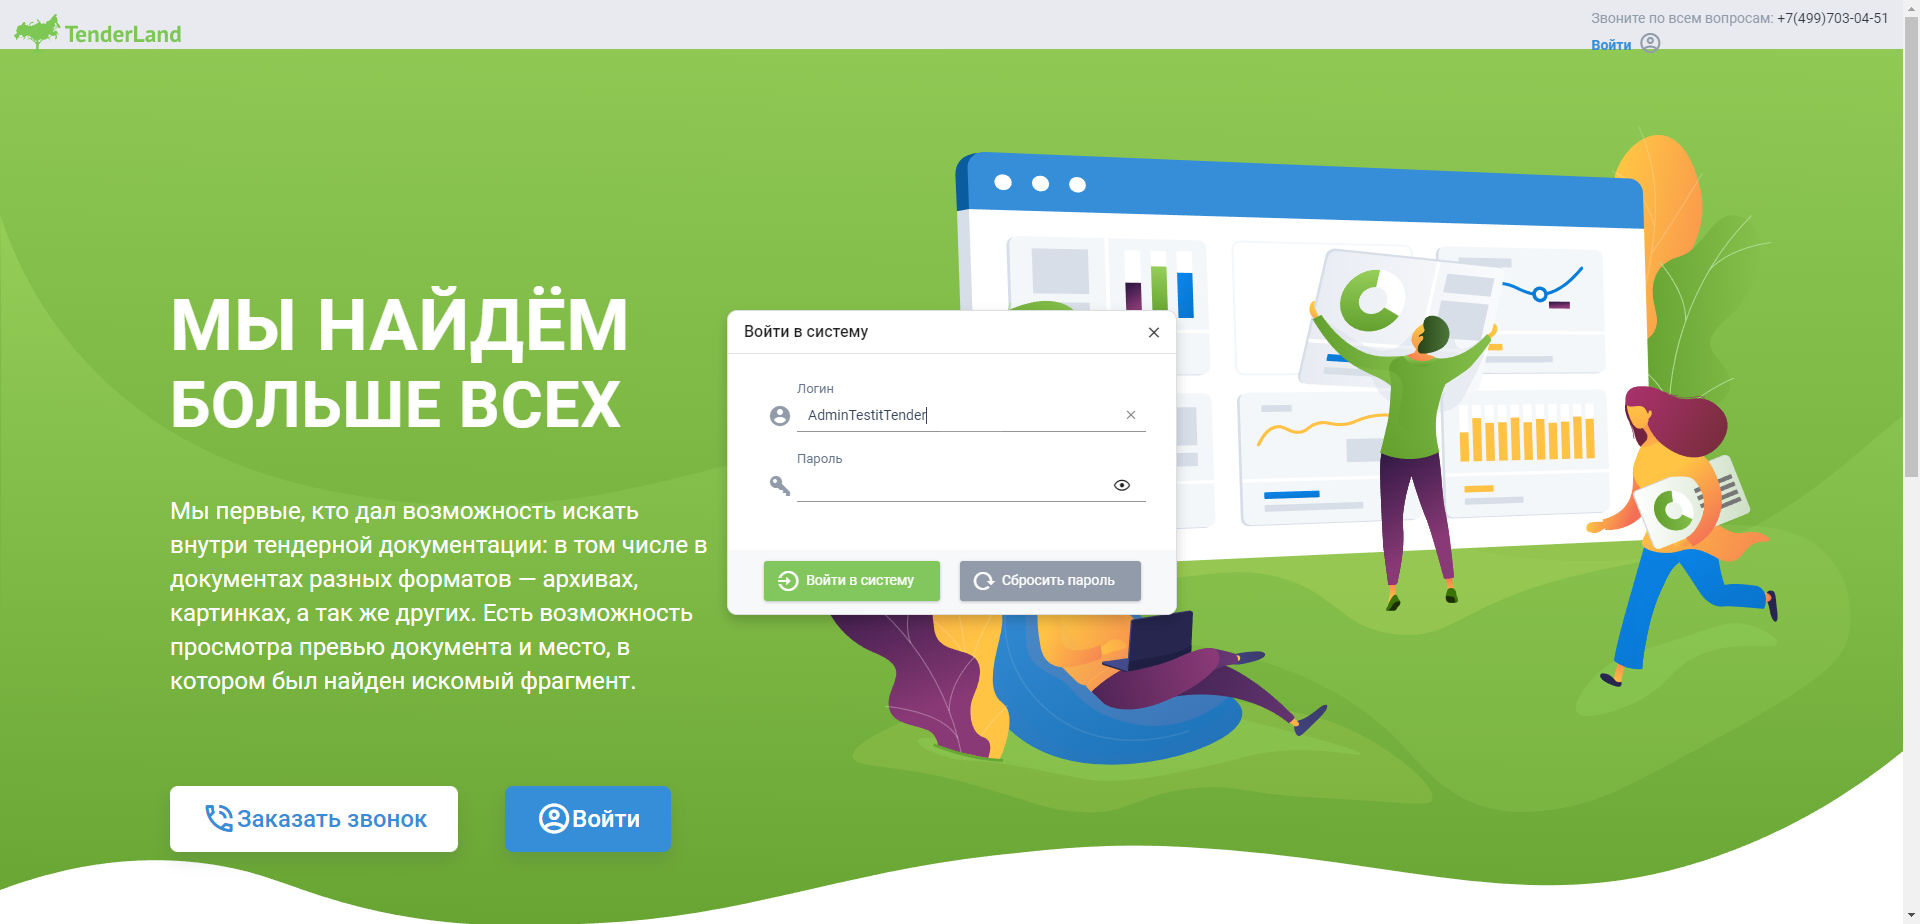 TenderLand
Звоните по всем вопросам: +7(499)703-04-51
Войти
МЫ НАЙДЁМ
БОЛЬШЕ ВСЕХ
Мы первые, кто дал возможность искать
внутри тендерной документации: в том числе в
документах разных форматов — архивах,
картинках, а так же других. Есть возможность
просмотра превью документа и место, в
котором был найден искомый фрагмент.
Заказать звонок
Войти
Войти в систему
Логин
AdminTestitTender
Пароль
Войти в систему
Сбросить пароль